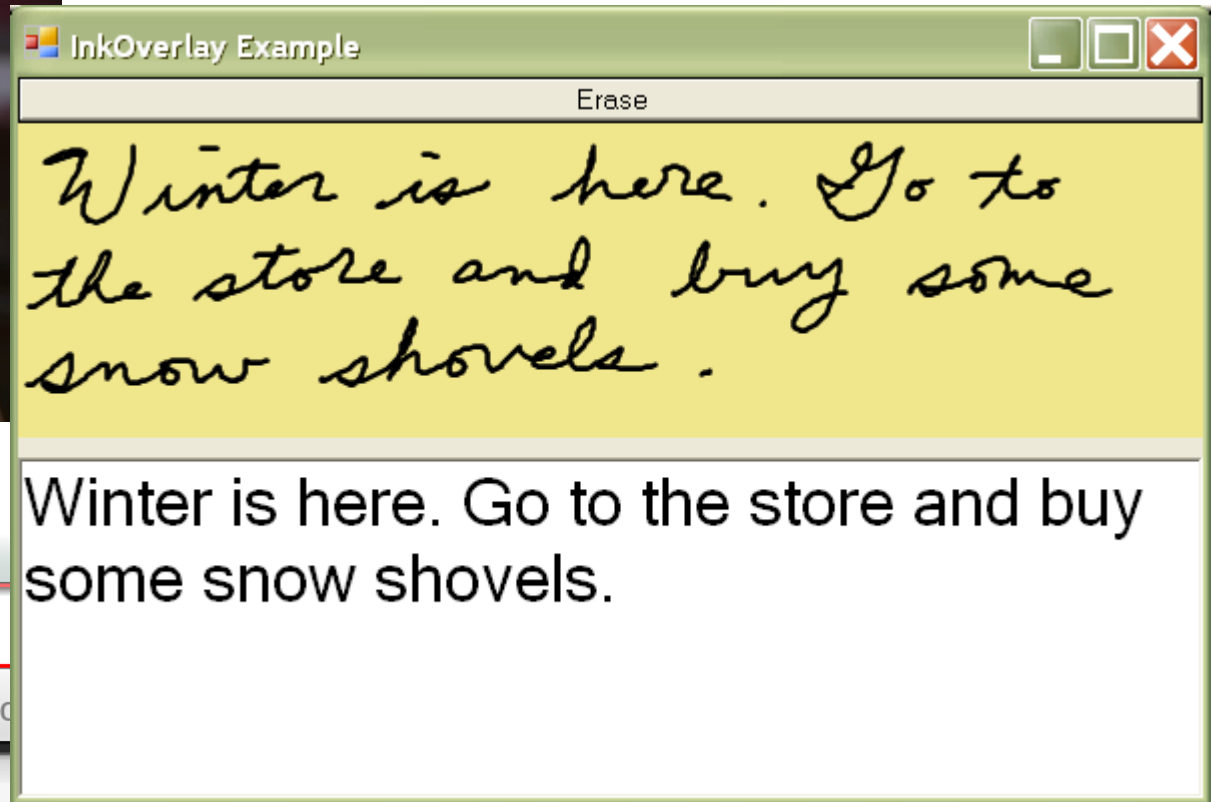 InkOverlay Example
Erase
Winter is here. Go to
the store and buy some
snow shovels.
Winter is here. Go to the store and buy
some snow shovels.